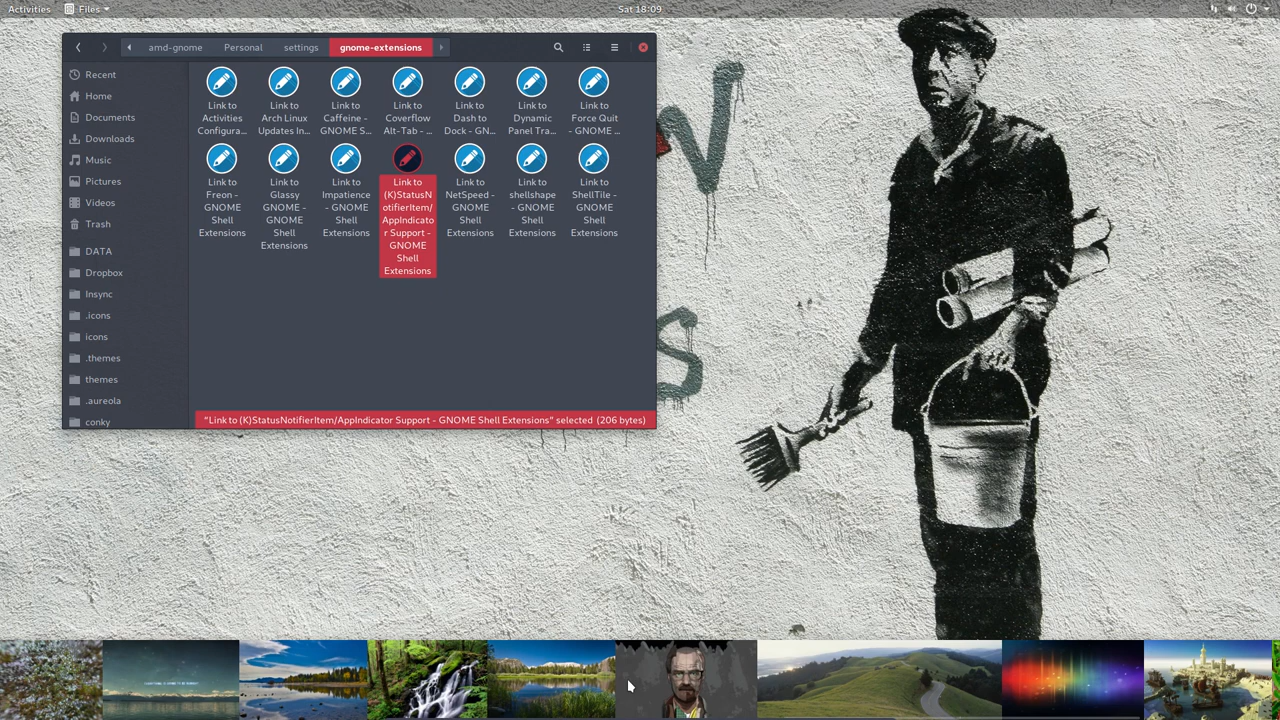 Activities Files Sat 18:09
amd-gnome Personal settings gnome-extensions
Recent
Home
Documents
Downloads
Music
Pictures
Videos
Trash
DATA
Dropbox
Insync
.icons
icons
.themes
themes
.aureola
conky
Link to
Activities
Configura...
Link to
Arch Linux
Updates In...
Link to
Caffeine -
GNOME S...
Link to
Coverflow
Alt-Tab - ...
Link to
Dash to
Dock - GN...
Link to
Dynamic
Panel Tra...
Link to
Force Quit
- GNOME ...
Link to
Freon -
GNOME
Shell
Extensions
Link to
Glassy
GNOME -
GNOME
Shell
Extensions
Link to
Impatience
- GNOME
Shell
Extensions
Link to
(K)StatusN
otifierItem/
AppIndicato
r Support -
GNOME
Shell
Extensions
Link to
NetSpeed -
GNOME
Shell
Extensions
Link to
shellshape
- GNOME
Shell
Extensions
Link to
ShellTile -
GNOME
Shell
Extensions
“Link to (K)StatusNotifierItem/AppIndicator Support - GNOME Shell Extensions” selected (206 bytes)